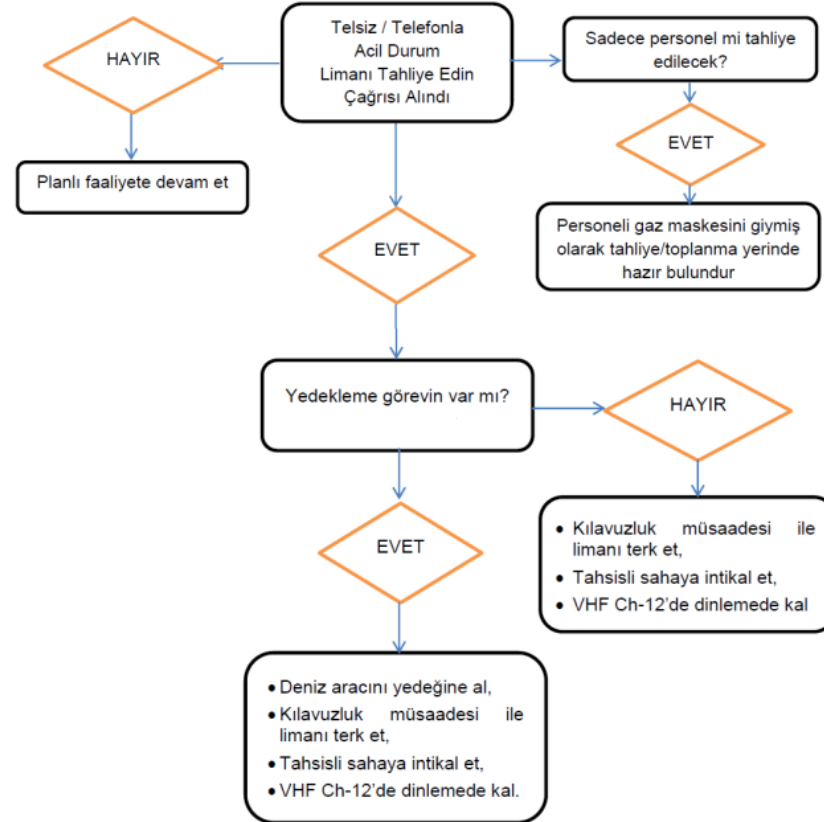 Telsiz / Telefonla
Acil Durum
Limanı Tahliye Edin
Çağrısı Alındı
HAYIR
Planlı faaliyete devam et
Sadece personel mi tahliye
edilecek?
EVET
Personeli gaz maskesini giymiş
olarak tahliye/toplanma yerinde
hazır bulundur
EVET
Yedekleme görevin var mı?
HAYIR
• Kılavuzluk müsaadesi ile
limanı terk et,
• Tahsisli sahaya intikal et,
• VHF Ch-12’de dinlemede kal
EVET
• Deniz aracını yedeğine al,
• Kılavuzluk müsaadesi ile
limanı terk et,
• Tahsisli sahaya intikal et,
• VHF Ch-12’de dinlemede kal.